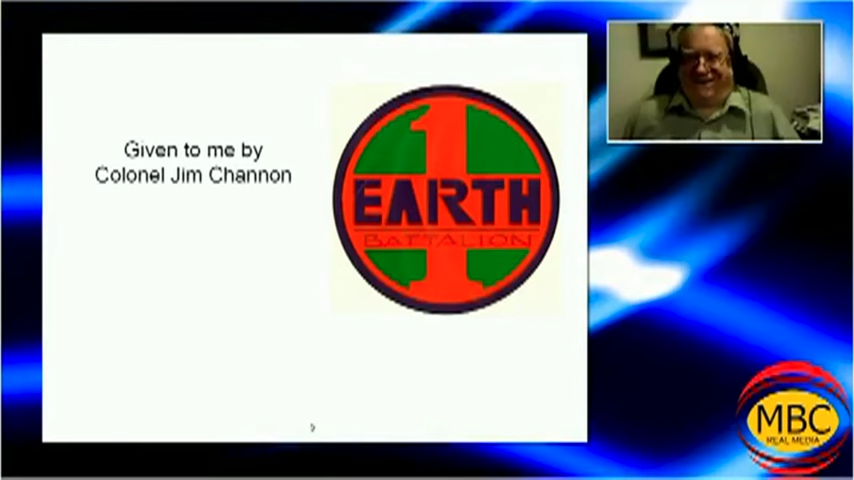 Given to me by
Colonel Jim Channon
1
EARTH
BATTALION
MBC
REAL MEDIA